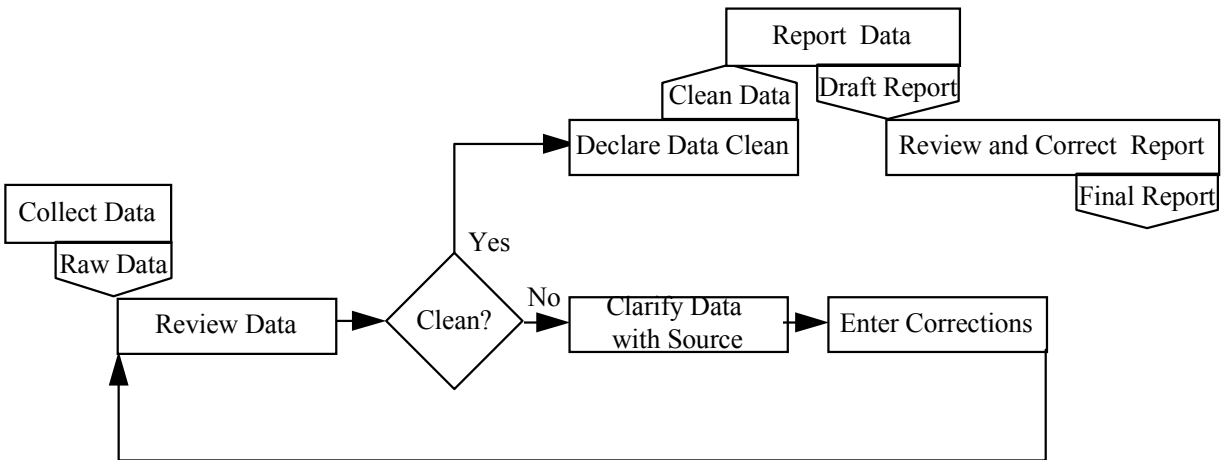 Report Data
Clean Data
Draft Report
Declare Data Clean
Review and Correct Report
Collect Data
Final Report
Yes
Raw Data
No
Review Data
Clean?
Clarify Data
with Source
Enter Corrections